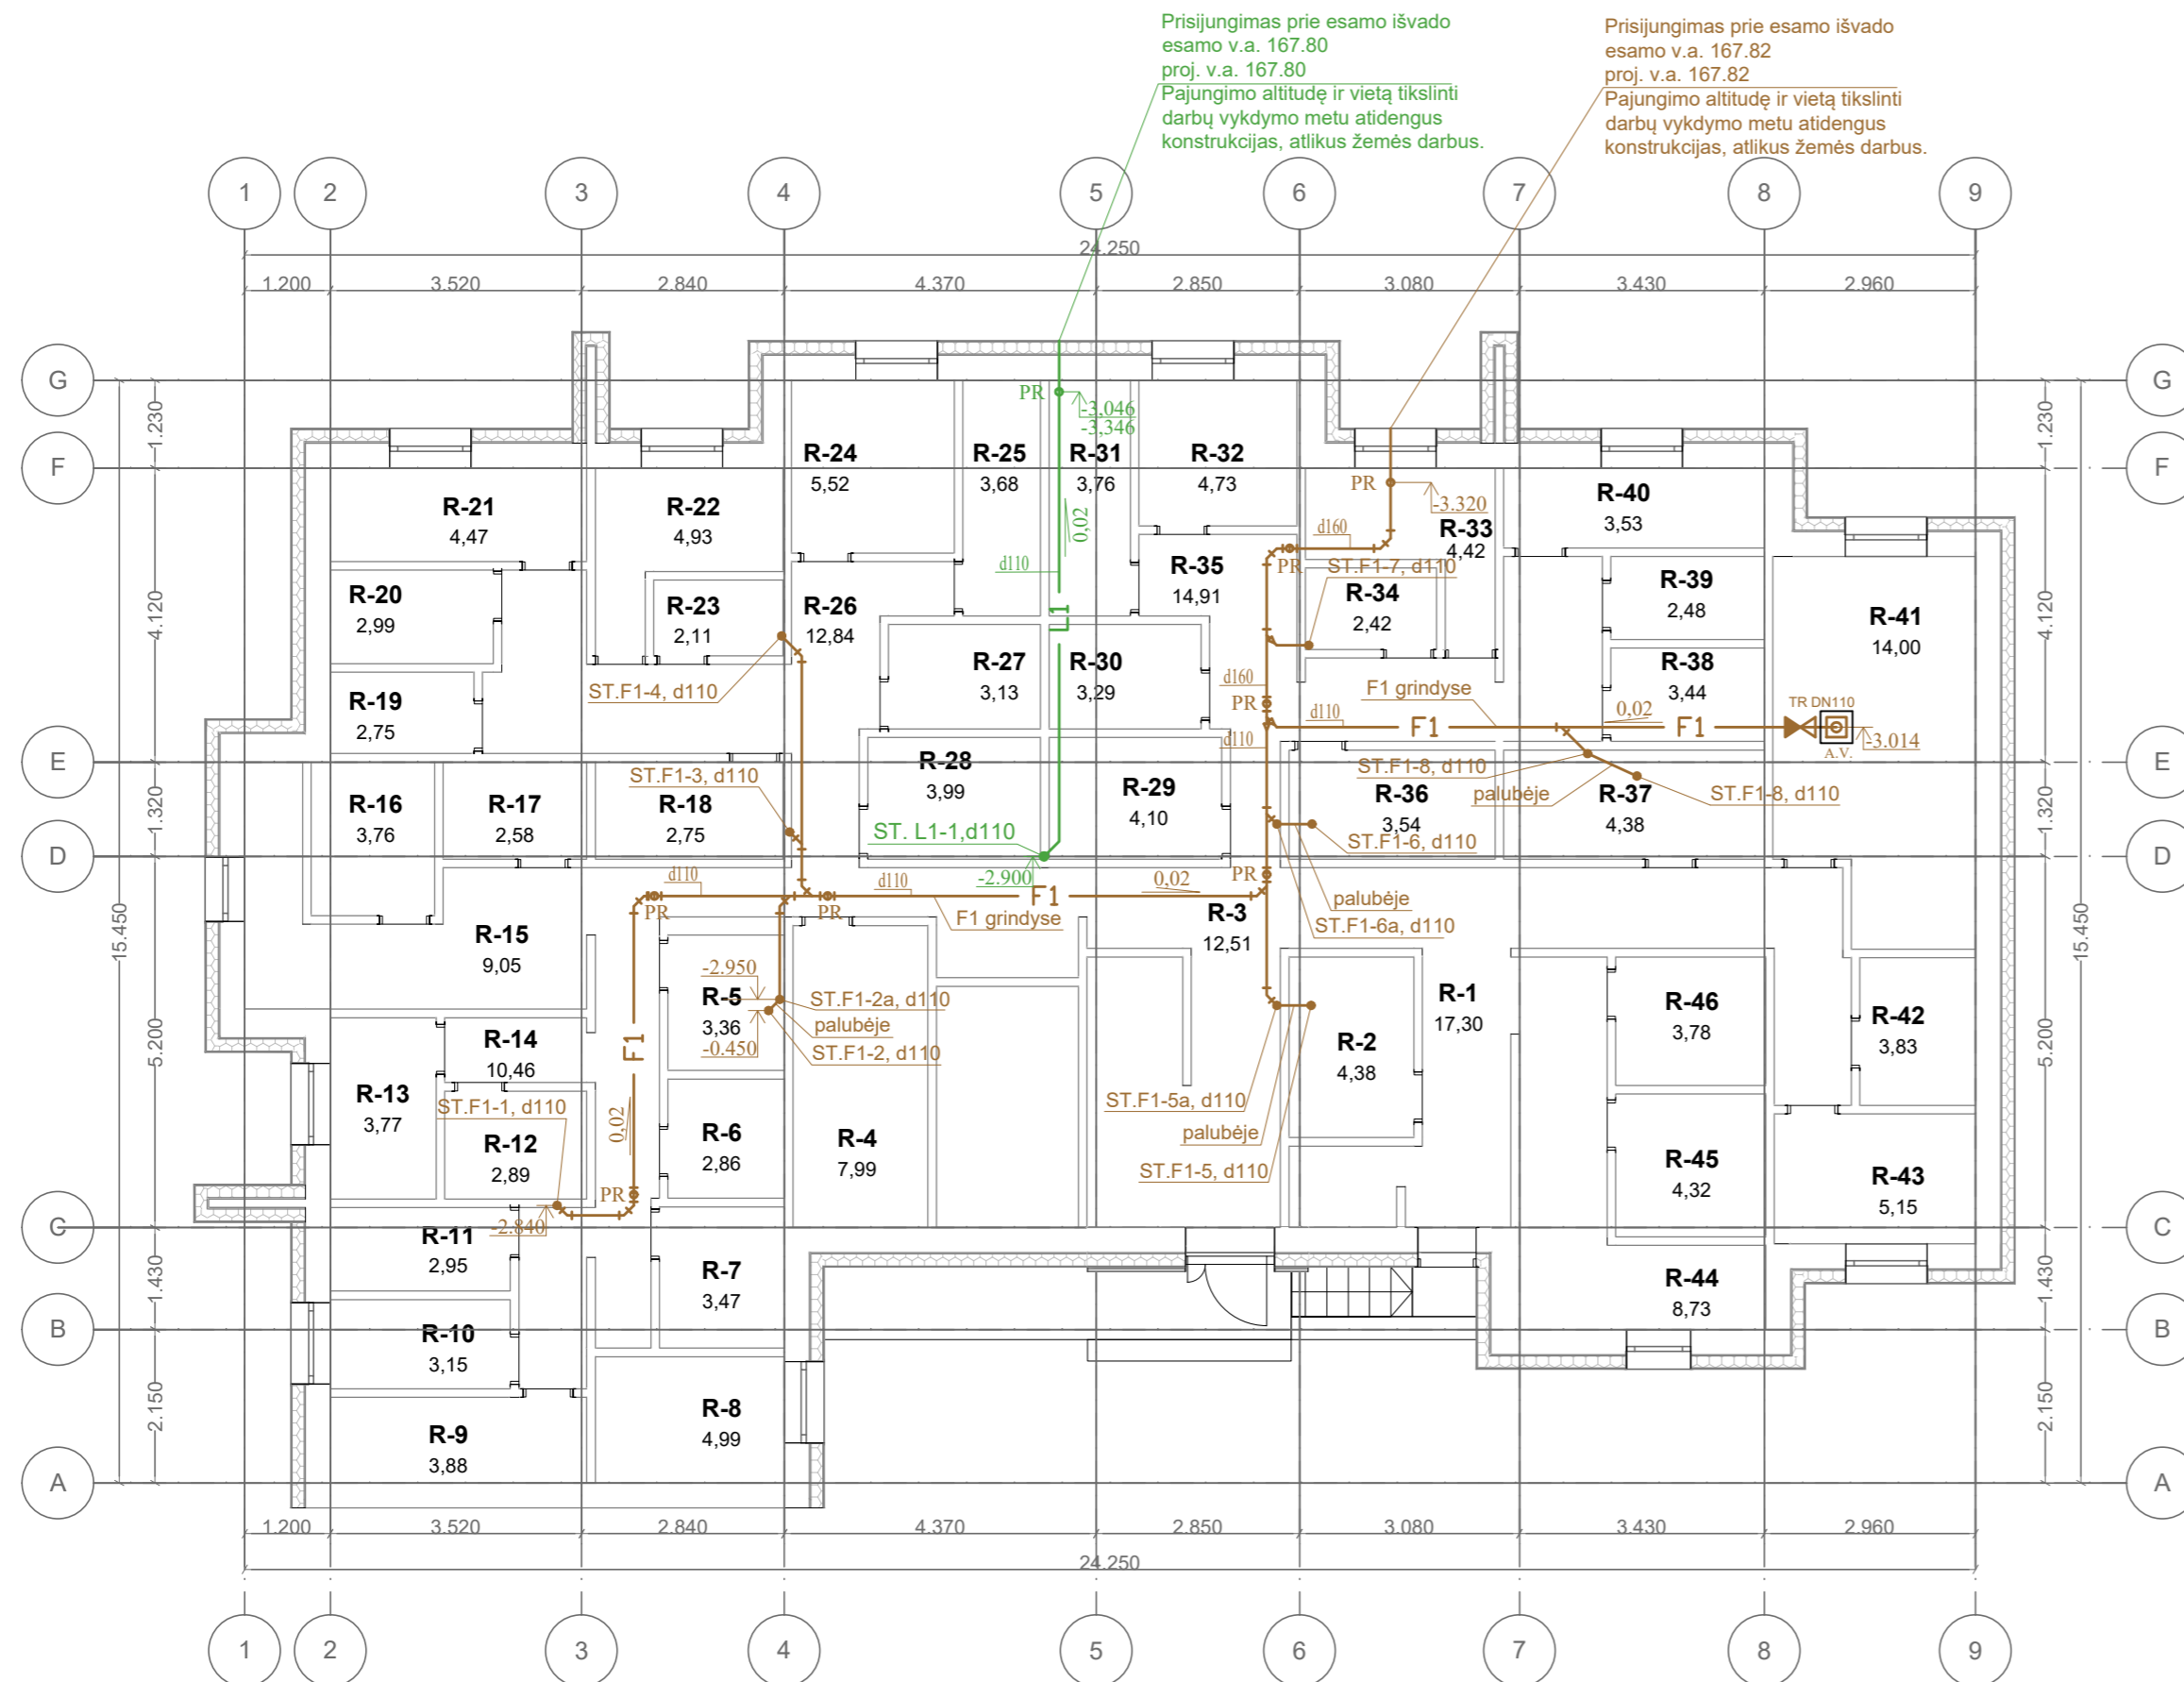 Prisijungimas prie esamo išvado
esamo v.a. 167.80
proj. v.a. 167.80
Pajungimo altitudę ir vietą tikslinti
darbų vykdymo metu atidengus
konstrukcijas, atlikus žemės darbus.
Prisijungimas prie esamo išvado
esamo v.a. 167.82
proj. v.a. 167.82
Pajungimo altitudę ir vietą tikslinti
darbų vykdymo metu atidengus
konstrukcijas, atlikus žemės darbus.
1 2 3 4 5 6 7 8 9
24.250
1.200 3.520 2.840 4.370 2.850 3.080 3.430 2.960
G G
F F
E E
D D
C C
B B
A A
1.230
4.120
1.320
5.200
1.430
2.150
15.450
1.230
4.120
1.320
5.200
1.430
2.150
15.450
PR
-3.046
-3,346
R-24
5,52
R-25
3,68
R-31
3,76
R-32
4,73
PR
-3.320
R-21
4,47
R-22
4,93
0,02
d110
L1
d160
PR
R-33
4,42
R-40
3,53
R-20
2,99
R-23
2,11
R-26
12,84
R-35
14,91
ST.F1-7, d110
R-34
2,42
R-39
2,48
R-41
14,00
R-19
2,75
ST.F1-4, d110
R-27
3,13
R-30
3,29
d160
PR
F1 grindyse
d110
F1
R-38
3,44
0,02
F1
TR DN110
A.V.
-3.014
d110
ST.F1-3, d110
R-16
3,76
R-17
2,58
R-18
2,75
R-28
3,99
R-29
4,10
ST. L1-1,d110
-2.900
ST.F1-8, d110
palubėje
R-36
3,54
R-37
4,38
ST.F1-8, d110
ST.F1-6, d110
PR
d110
PR
PR
d110
F1
F1 grindyse
0,02
R-3
12,51
palubėje
ST.F1-6a, d110
R-15
9,05
-2.950
R-5
3,36
-0.450
ST.F1-2a, d110
palubėje
ST.F1-2, d110
F1
0,02
R-14
10,46
R-13
3,77
ST.F1-1, d110
R-12
2,89
PR
-2.840
R-6
2,86
R-4
7,99
ST.F1-5a, d110
palubėje
ST.F1-5, d110
R-2
4,38
R-1
17,30
R-46
3,78
R-42
3,83
R-45
4,32
R-43
5,15
R-11
2,95
R-7
3,47
R-44
8,73
R-10
3,15
R-9
3,88
R-8
4,99
1.200 3.520 2.840 4.370 2.850 3.080 3.430 2.960
24.250
1 2 3 4 5 6 7 8 9